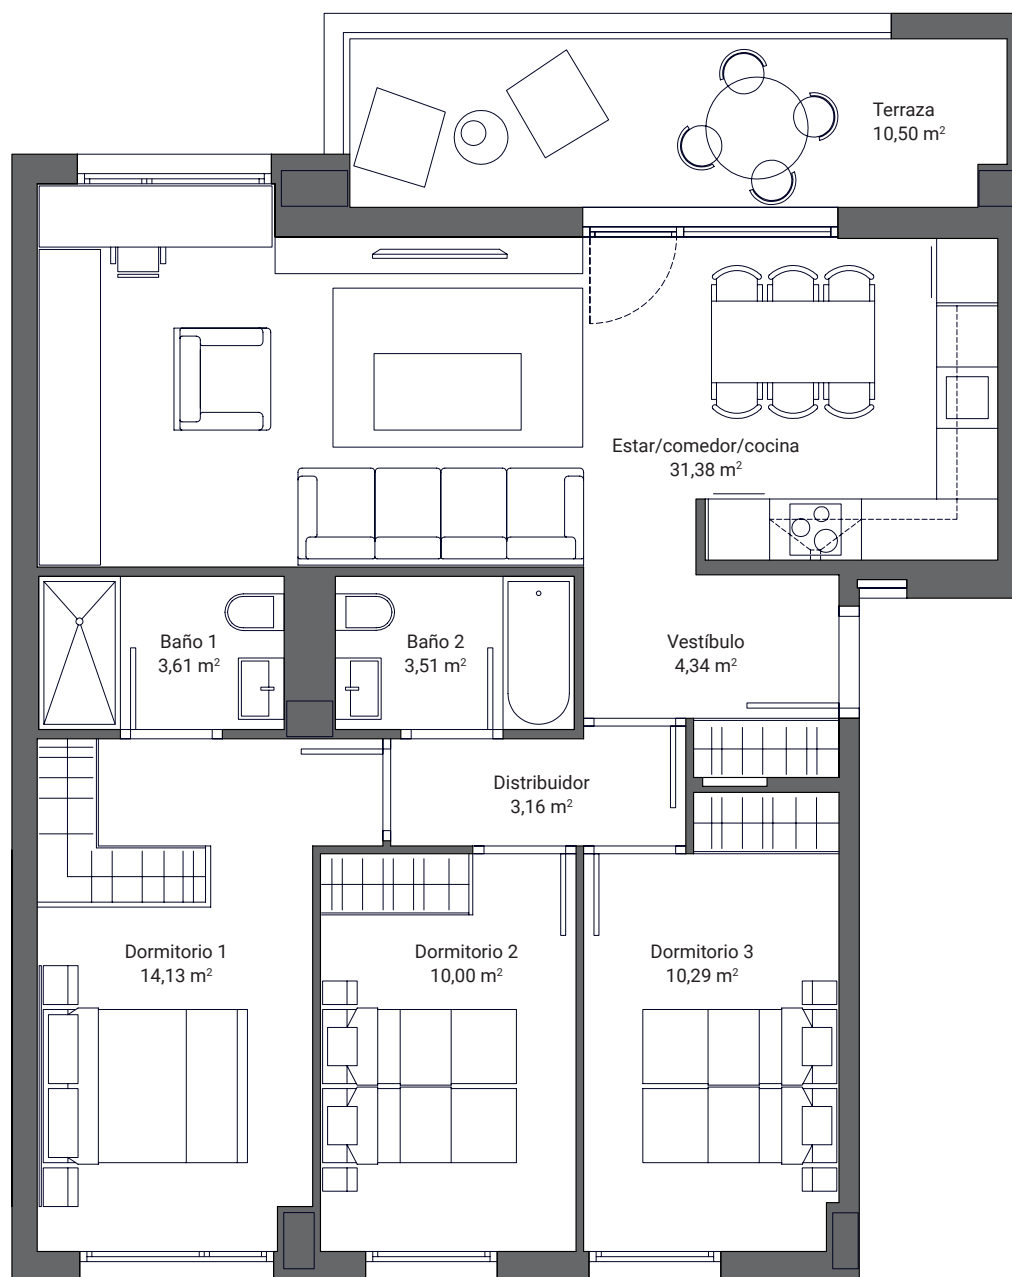 Terraza
10,50 m²
Estar/comedor/cocina
31,38 m²
Baño 1
3,61 m²
Baño 2
3,51 m²
Vestíbulo
4,34 m²
Distribuidor
3,16 m²
Dormitorio 1
14,13 m²
Dormitorio 2
10,00 m²
Dormitorio 3
10,29 m²